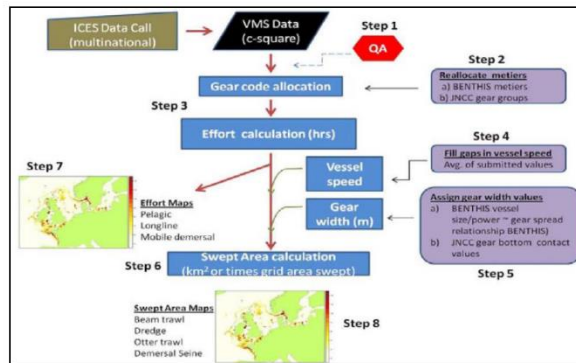 ICES Data Call
(multinational)
VMS Data
(c-square)
Step 1
QA
Step 2
Reallocate metiers
a) BENTHIS metiers
b) JNCC gear groups
Gear code allocation
Step 3
Effort calculation (hrs)
Step 4
Fill gaps in vessel speed
Avg. of submitted values
Vessel
speed
Step 7
Effort Maps
Pelagic
Longline
Mobile demersal
Gear
width (m)
Assign gear width values
a) BENTHIS vessel
size/power ~ gear spread
relationship BENTHIS)
b) JNCC gear bottom contact
values
Step 5
Step 6
Swept Area calculation
(km² or times grid area swept)
Swept Area Maps
Beam trawl
Dredge
Otter trawl
Demersal Seine
Step 8